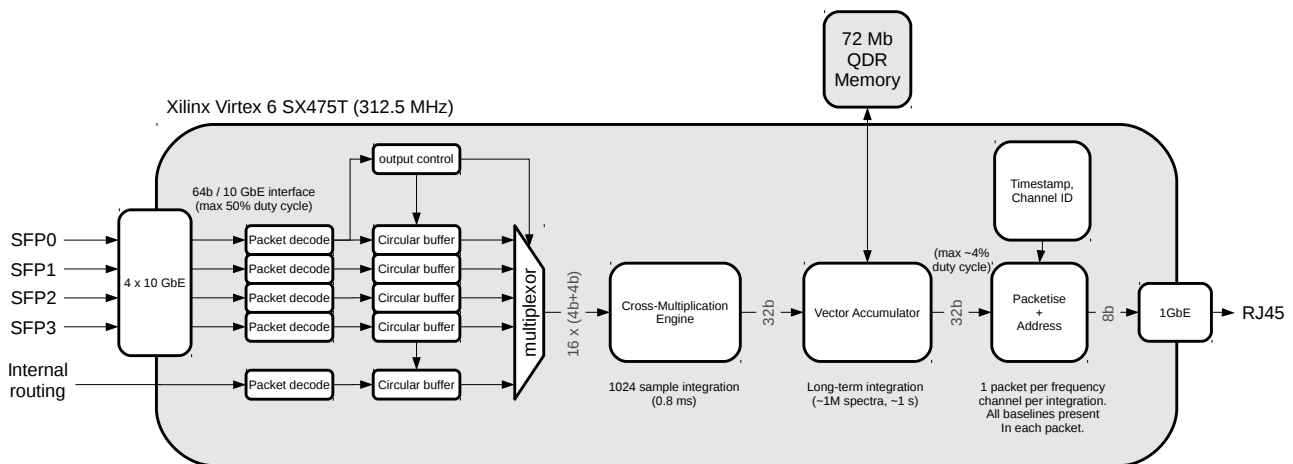 72 Mb
QDR
Memory
Xilinx Virtex 6 SX475T (312.5 MHz)
output control
64b / 10 GbE interface
(max 50% duty cycle)
Timestamp,
Channel ID
SFP0
SFP1
SFP2
SFP3
Internal
routing
4 x 10 GbE
Packet decode
Circular buffer
Packet decode
Circular buffer
Packet decode
Circular buffer
Packet decode
Circular buffer
Packet decode
Circular buffer
multiplexor
16 x (4b+4b)
Cross-Multiplication
Engine
1024 sample integration
(0.8 ms)
32b
Vector Accumulator
Long-term integration
(~1M spectra, ~1 s)
(max ~4%
duty cycle)
32b
Packetise
+
Address
1 packet per frequency
channel per integration.
All baselines present
In each packet.
8b
1GbE
RJ45